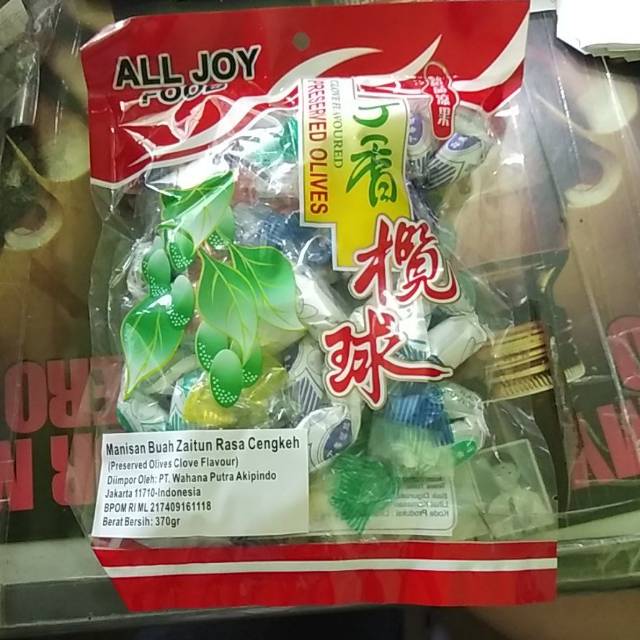 ALL JOY
FOOD
CLOVE FLAVOURED
PRESERVED OLIVES
丁香
欖球
Manisan Buah Zaitun Rasa Cengkeh
(Preserved Olives Clove Flavour)
Diimpor Oleh: PT. Wahana Putra Akipindo
Jakarta 11710-Indonesia
BPOM RI ML 217409161118
Berat Bersih: 370gr